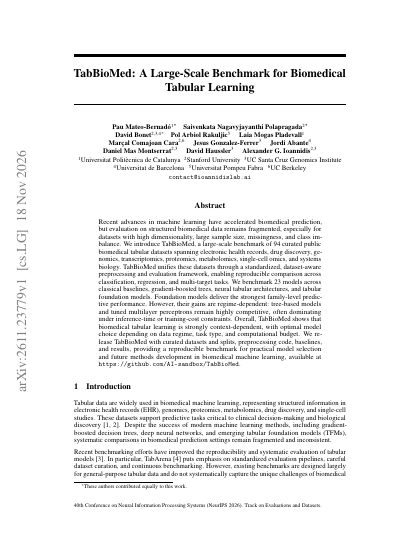 arXiv:2611.23779v1 [cs.LG] 18 Nov 2026
TabBioMed: A Large-Scale Benchmark for Biomedical
Tabular Learning
Pau Mateo-Bernadó¹* Saivenkata Nagavyjayanthi Polapragada²*
David Bonet²,³,⁴* Pol Arbiol Rakuljic⁵ Laia Mogas Pladevall⁴
Marçal Comajoan Cara²,⁶ Jesus Gonzalez-Ferrer³ Jordi Abante⁴
Daniel Mas Montserrat²,³ David Haussler³ Alexander G. Ioannidis²,³
¹Universitat Politècnica de Catalunya ²Stanford University ³UC Santa Cruz Genomics Institute
⁴Universitat de Barcelona ⁵Universitat Pompeu Fabra ⁶UC Berkeley
contact@ioannidislab.ai
Abstract
Recent advances in machine learning have accelerated biomedical prediction,
but evaluation on structured biomedical data remains fragmented, especially for
datasets with high dimensionality, large sample size, missingness, and class im-
balance. We introduce TabBioMed, a large-scale benchmark of 94 curated public
biomedical tabular datasets spanning electronic health records, drug discovery, ge-
nomics, transcriptomics, proteomics, metabolomics, single-cell omics, and systems
biology. TabBioMed unifies these datasets through a standardized, dataset-aware
preprocessing and evaluation framework, enabling reproducible comparison across
classification, regression, and multi-target tasks. We benchmark 23 models across
classical baselines, gradient-boosted trees, neural tabular architectures, and tabular
foundation models. Foundation models deliver the strongest family-level predic-
tive performance. However, their gains are regime-dependent: tree-based models
and tuned multilayer perceptrons remain highly competitive, often dominating
under inference-time or training-cost constraints. Overall, TabBioMed shows that
biomedical tabular learning is strongly context-dependent, with optimal model
choice depending on data regime, task type, and computational budget. We re-
lease TabBioMed with curated datasets and splits, preprocessing code, baselines,
and results, providing a reproducible benchmark for practical model selection
and future methods development in biomedical machine learning, available at
https://github.com/AI-sandbox/TabBioMed.
1 Introduction
Tabular data are widely used in biomedical machine learning, representing structured information in
electronic health records (EHR), genomics, proteomics, metabolomics, drug discovery, and single-cell
studies. These datasets support predictive tasks critical to clinical decision-making and biological
discovery [1, 2]. Despite the success of modern machine learning methods, including gradient-
boosted decision trees, deep neural networks, and emerging tabular foundation models (TFMs),
systematic comparisons in biomedical prediction settings remain fragmented and inconsistent.
Recent benchmarking efforts have improved the reproducibility and systematic evaluation of tabular
models [3]. In particular, TabArena [4] puts emphasis on standardized evaluation pipelines, careful
dataset curation, and continuous benchmarking. However, existing benchmarks are designed largely
for general-purpose tabular data and do not systematically capture the unique challenges of biomedical
*These authors contributed equally to this work.
40th Conference on Neural Information Processing Systems (NeurIPS 2026). Track on Evaluations and Datasets.